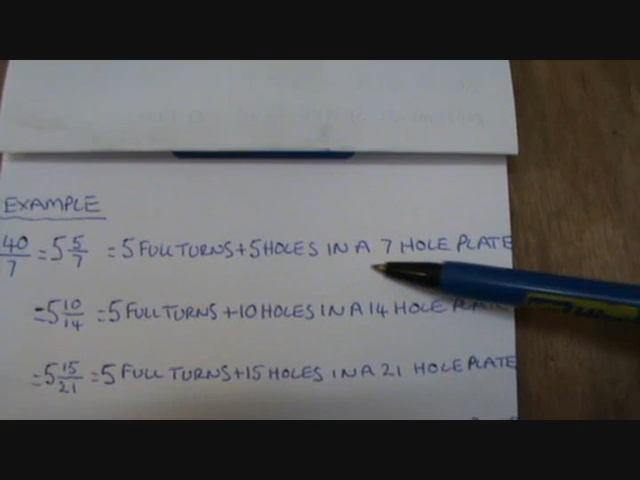 EXAMPLE
40/7 = 5 5/7 = 5 FULL TURNS + 5 HOLES IN A 7 HOLE PLATE
= 5 10/14 = 5 FULL TURNS + 10 HOLES IN A 14 HOLE PLATE
= 5 15/21 = 5 FULL TURNS + 15 HOLES IN A 21 HOLE PLATE